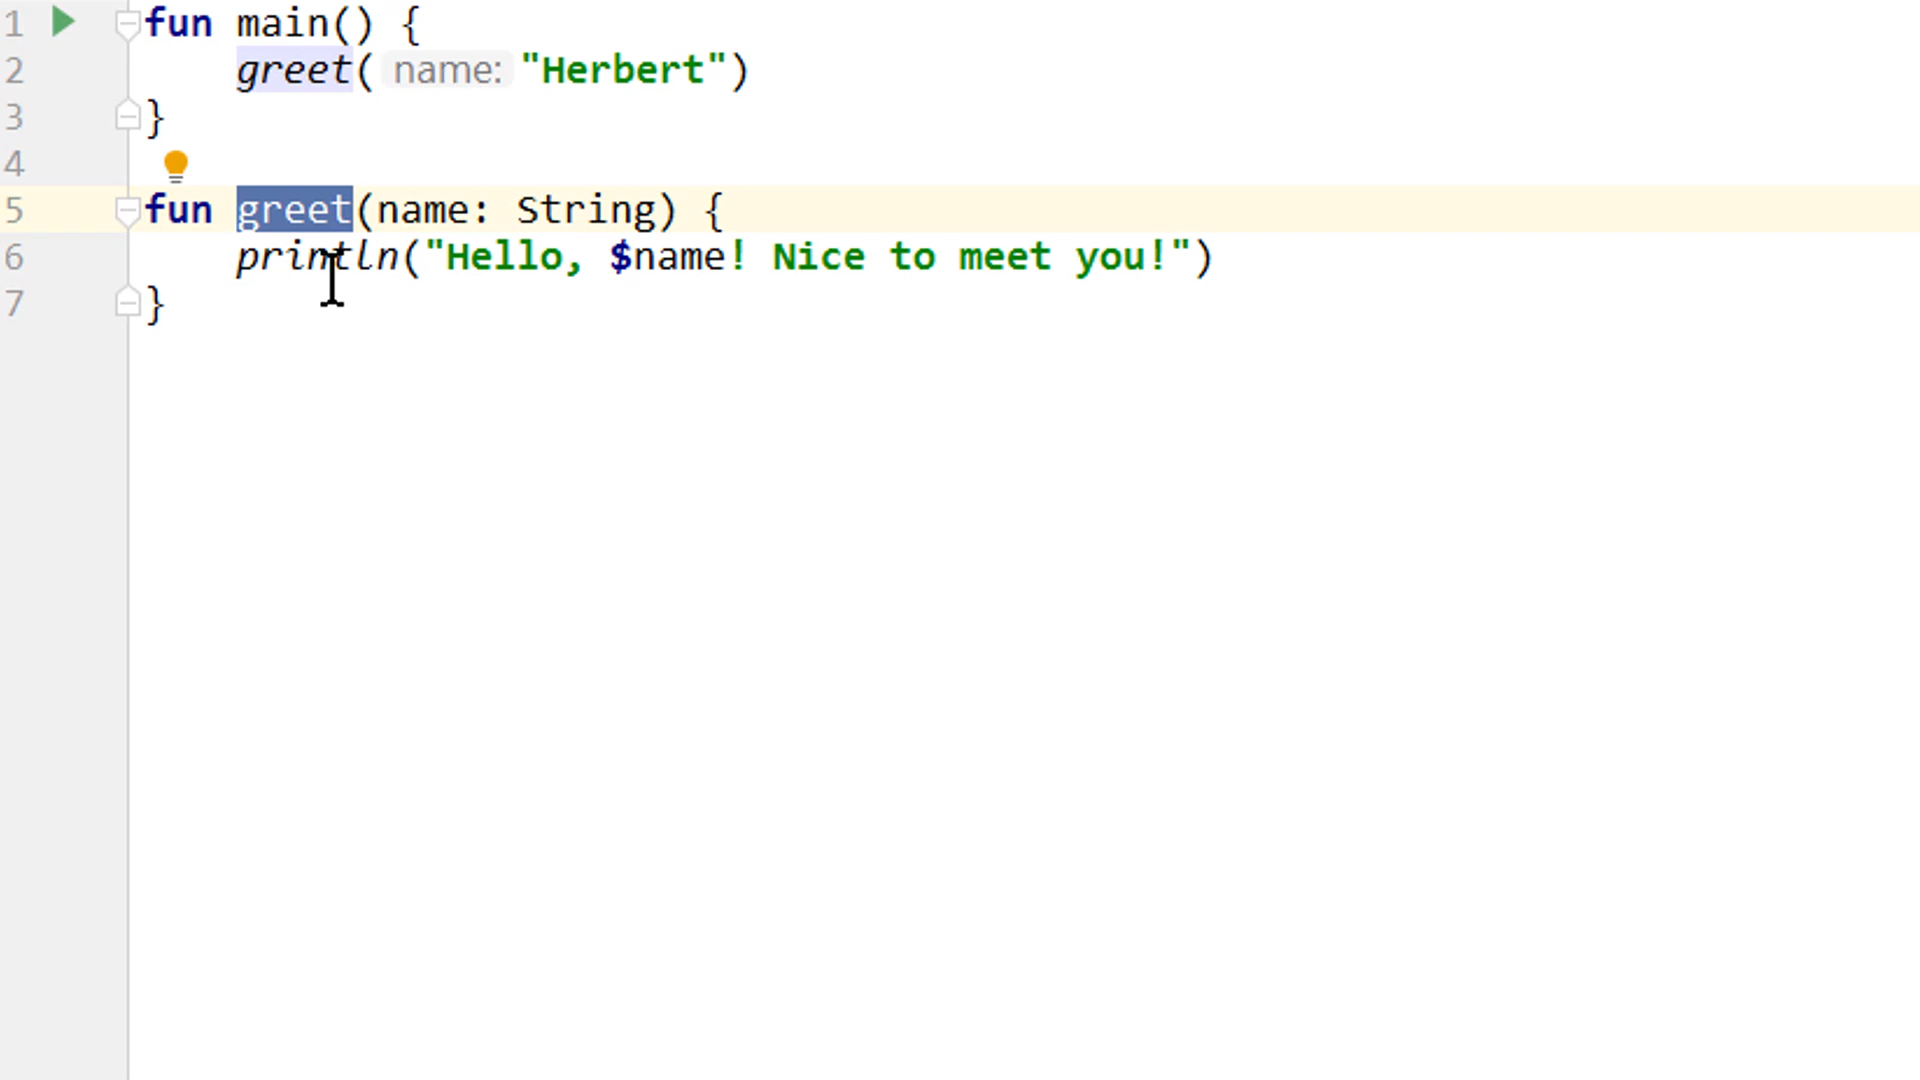 1 fun main() {
2 greet( name: "Herbert")
3 }
4
5 fun greet(name: String) {
6 println("Hello, $name! Nice to meet you!")
7 }